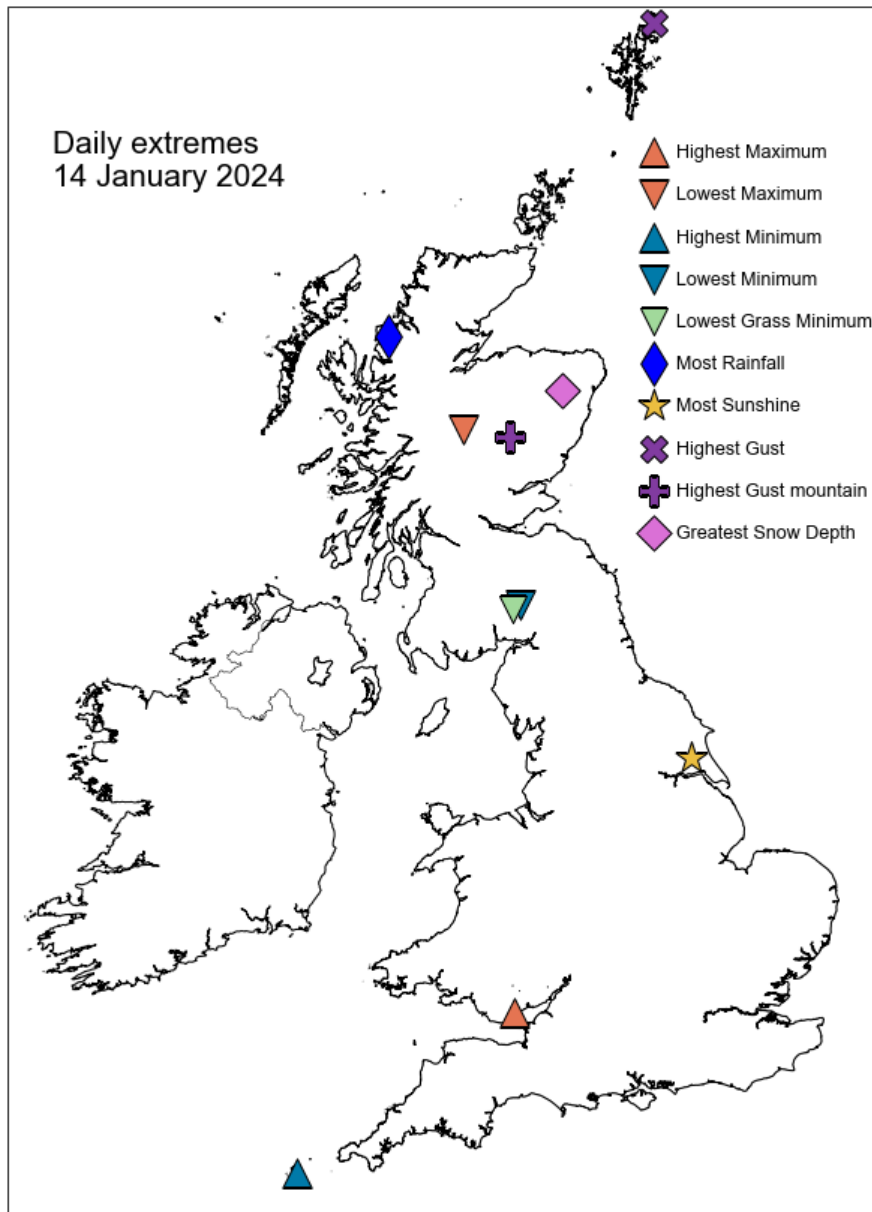 Daily extremes
14 January 2024
Highest Maximum
Lowest Maximum
Highest Minimum
Lowest Minimum
Lowest Grass Minimum
Most Rainfall
Most Sunshine
Highest Gust
Highest Gust mountain
Greatest Snow Depth